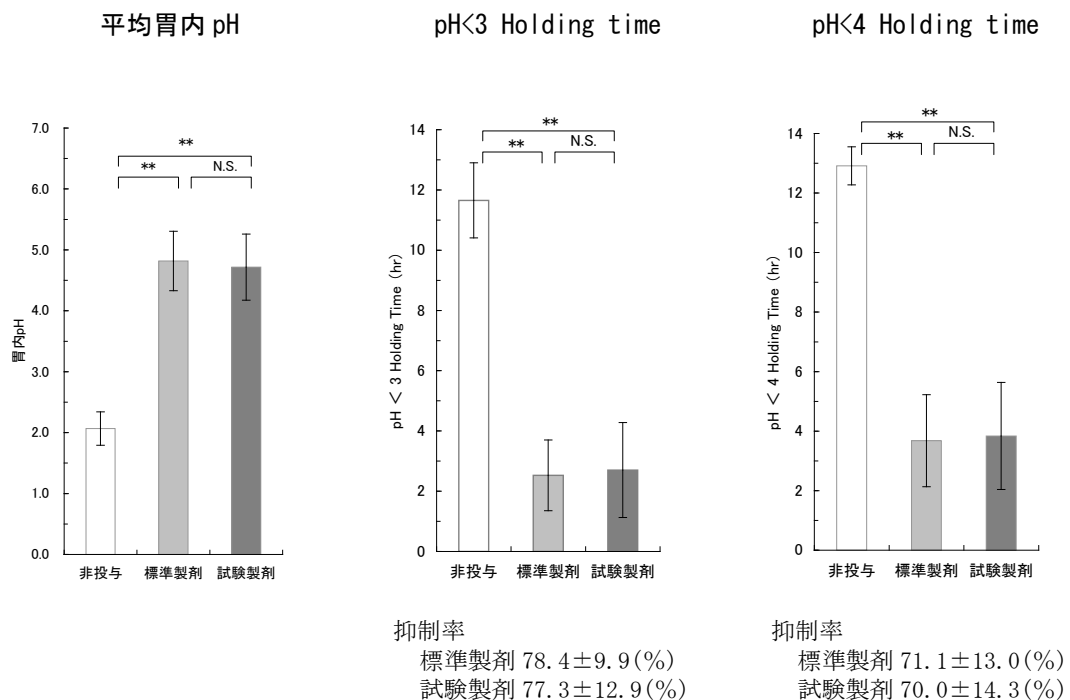 平均胃内 pH
pH<3 Holding time
pH<4 Holding time
胃内pH
7.0
6.0
5.0
4.0
3.0
2.0
1.0
0.0
**
**
N.S.
非投与 標準製剤 試験製剤
pH < 3 Holding Time (hr)
14
12
10
8
6
4
2
0
**
**
N.S.
非投与 標準製剤 試験製剤
pH < 4 Holding Time (hr)
14
12
10
8
6
4
2
0
**
**
N.S.
非投与 標準製剤 試験製剤
抑制率
標準製剤 78.4±9.9(%)
試験製剤 77.3±12.9(%)
抑制率
標準製剤 71.1±13.0(%)
試験製剤 70.0±14.3(%)